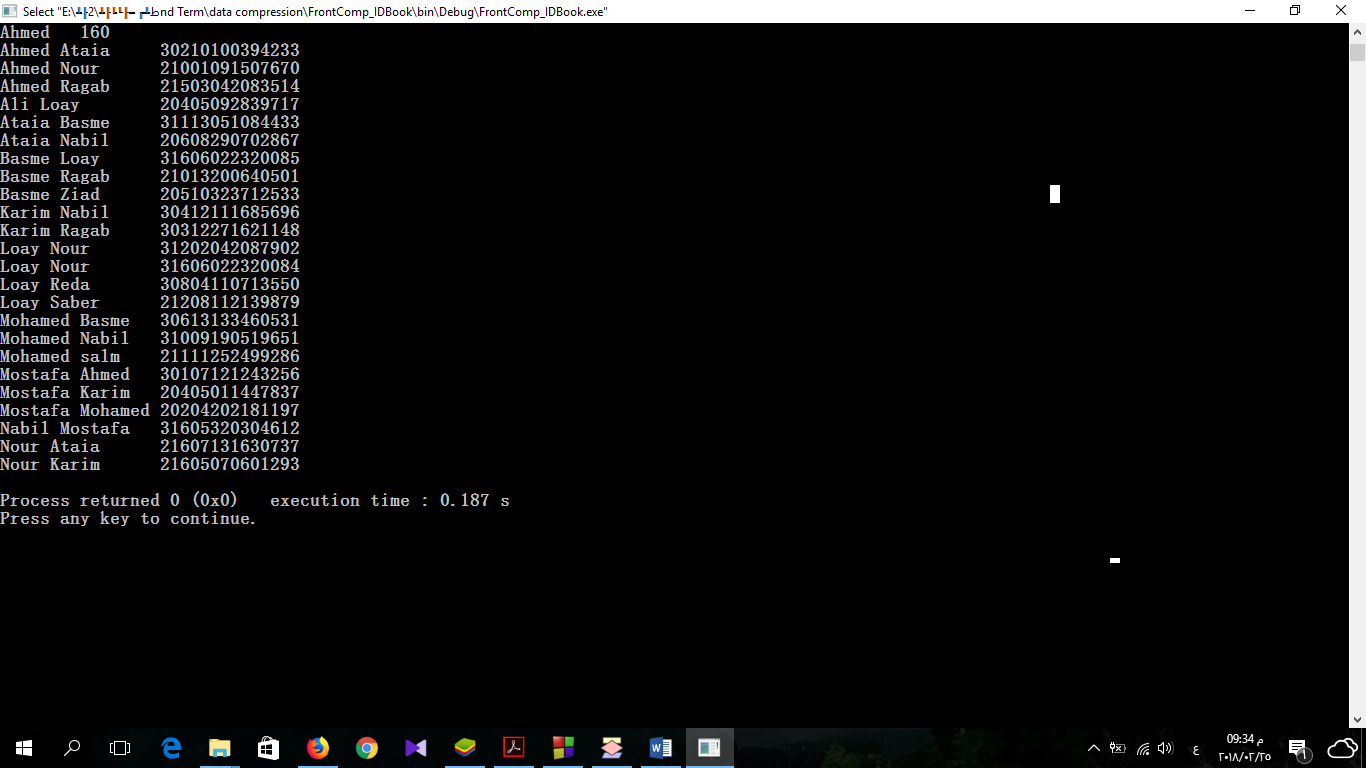 Select "E:\2\nd Term\data compression\FrontComp_IDBook\bin\Debug\FrontComp_IDBook.exe"
Ahmed   160
Ahmed Ataia     30210100394233
Ahmed Nour      21001091507670
Ahmed Ragab     21503042083514
Ali Loay        20405092839717
Ataia Basme     31113051084433
Ataia Nabil     20608290702867
Basme Loay      31606022320085
Basme Ragab     21013200640501
Basme Ziad      20510323712533
Karim Nabil     30412111685696
Karim Ragab     30312271621148
Loay Nour       31202042087902
Loay Nour       31606022320084
Loay Reda       30804110713550
Loay Saber      21208112139879
Mohamed Basme   30613133460531
Mohamed Nabil   31009190519651
Mohamed salm    21111252499286
Mostafa Ahmed   30107121243256
Mostafa Karim   20405011447837
Mostafa Mohamed 20204202181197
Nabil Mostafa   31605320304612
Nour Ataia      21607131630737
Nour Karim      21605070601293
Process returned 0 (0x0)   execution time : 0.187 s
Press any key to continue.
ع
09:34 م
٢٠١٨/٠٢/٢٥
1